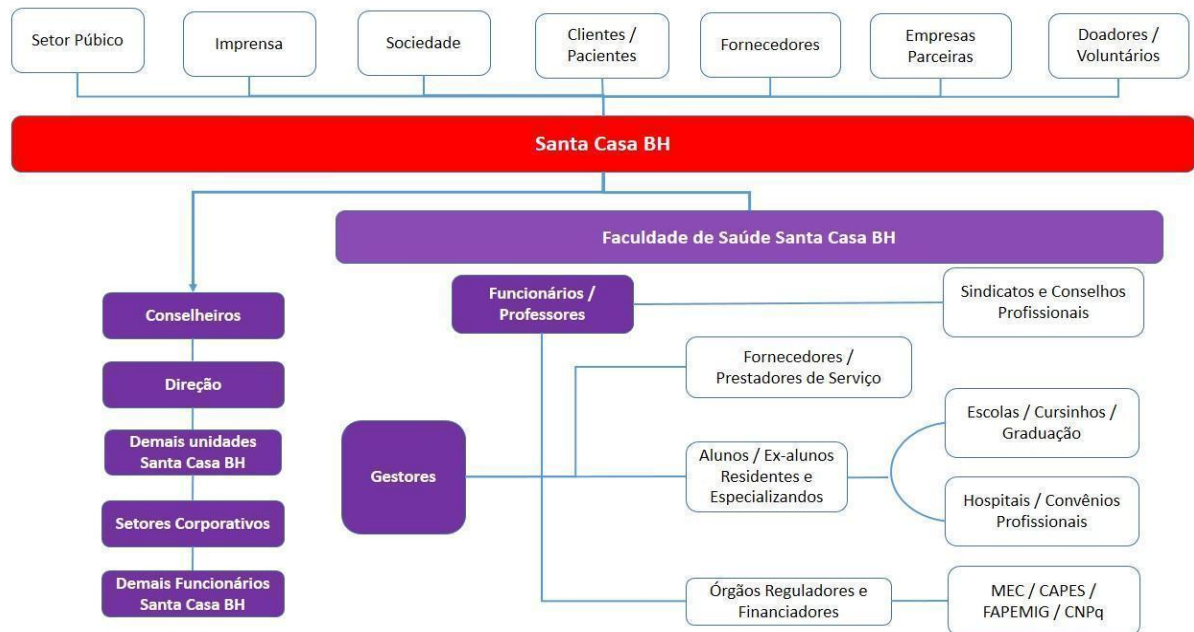 Setor Púbico
Imprensa
Sociedade
Clientes /
Pacientes
Fornecedores
Empresas
Parceiras
Doadores /
Voluntários
Santa Casa BH
Faculdade de Saúde Santa Casa BH
Conselheiros
Direção
Demais unidades
Santa Casa BH
Setores Corporativos
Demais Funcionários
Santa Casa BH
Funcionários /
Professores
Sindicatos e Conselhos
Profissionais
Fornecedores /
Prestadores de Serviço
Gestores
Alunos / Ex-alunos
Residentes e
Especializandos
Escolas / Cursinhos /
Graduação
Hospitais / Convênios
Profissionais
Órgãos Reguladores e
Financiadores
MEC / CAPES /
FAPEMIG / CNPq